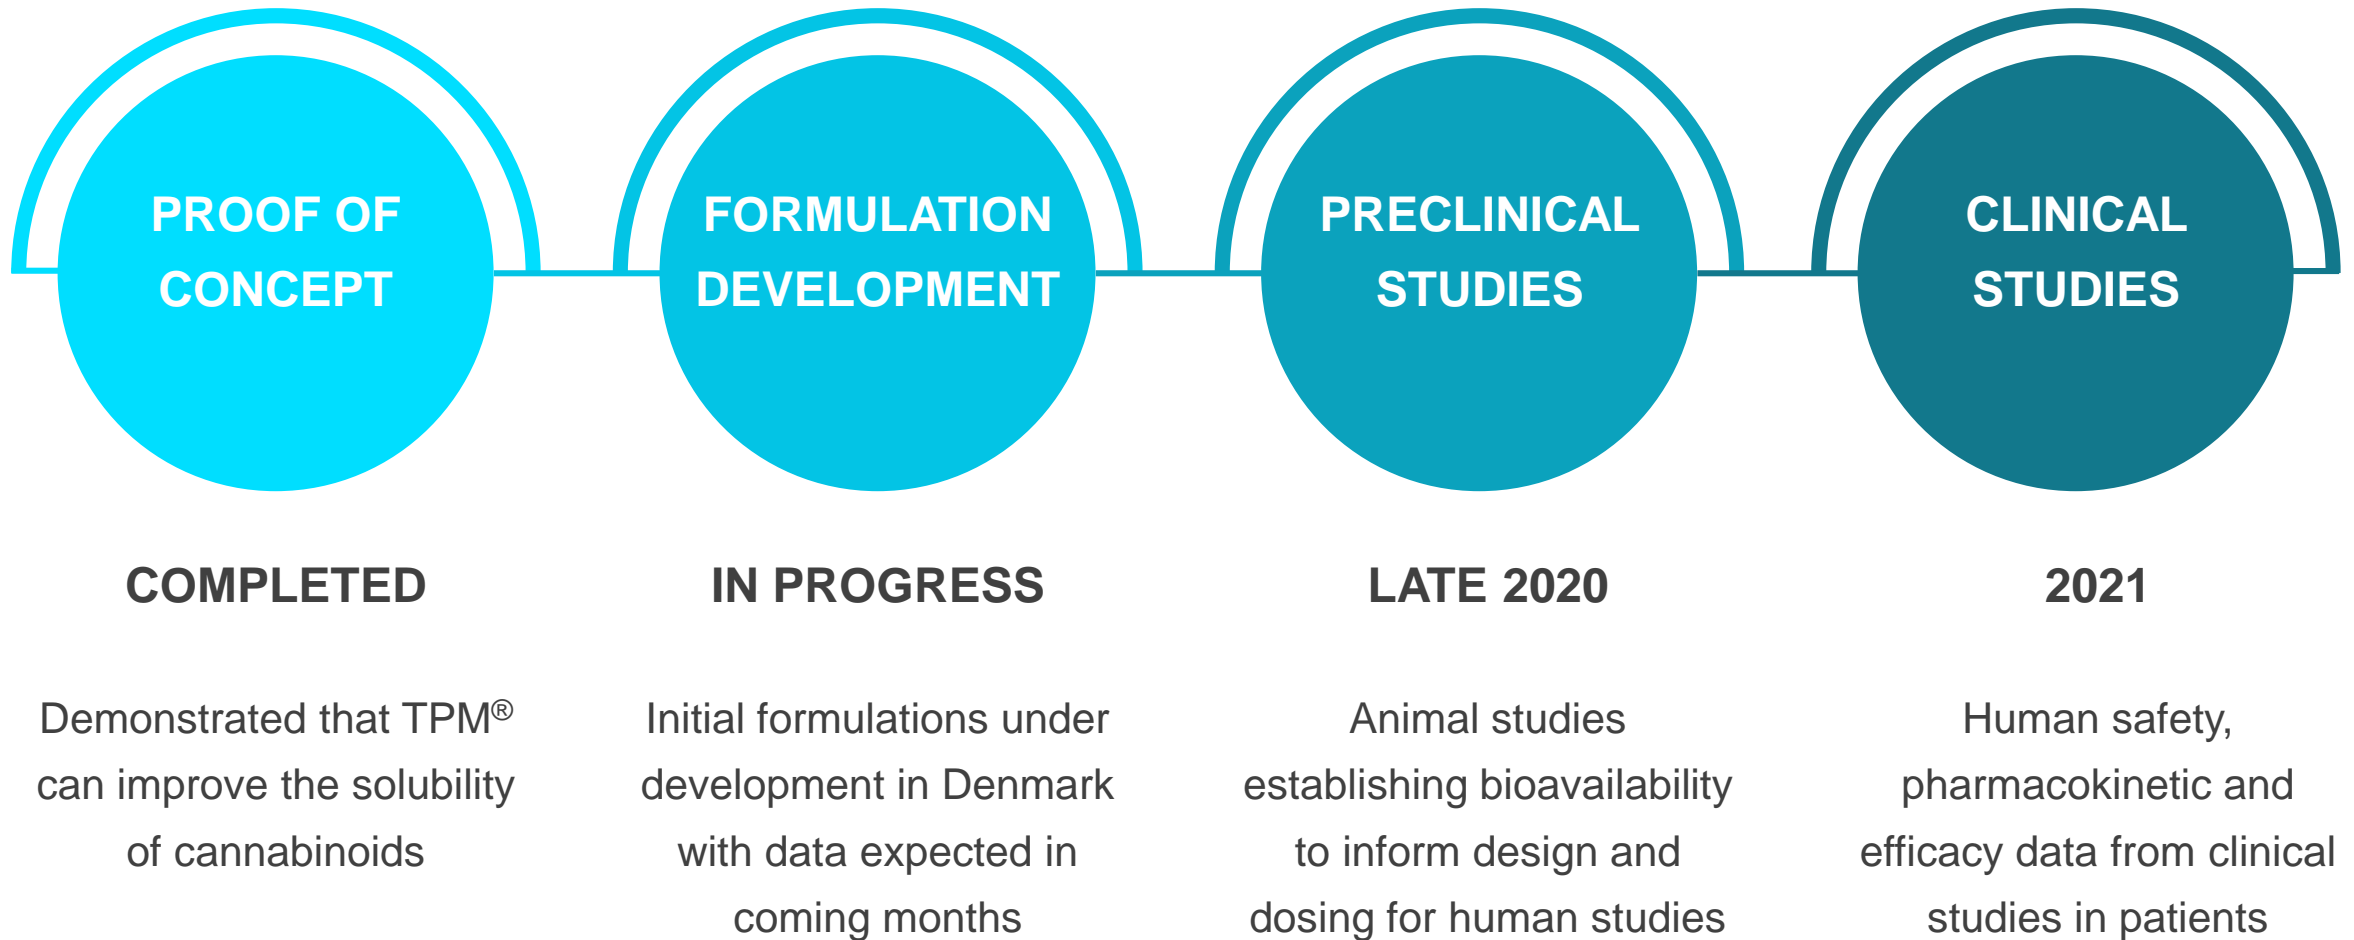 PROOF OF
CONCEPT
COMPLETED
Demonstrated that TPM®
can improve the solubility
of cannabinoids
FORMULATION
DEVELOPMENT
IN PROGRESS
Initial formulations under
development in Denmark
with data expected in
coming months
PRECLINICAL
STUDIES
LATE 2020
Animal studies
establishing bioavailability
to inform design and
dosing for human studies
CLINICAL
STUDIES
2021
Human safety,
pharmacokinetic and
efficacy data from clinical
studies in patients